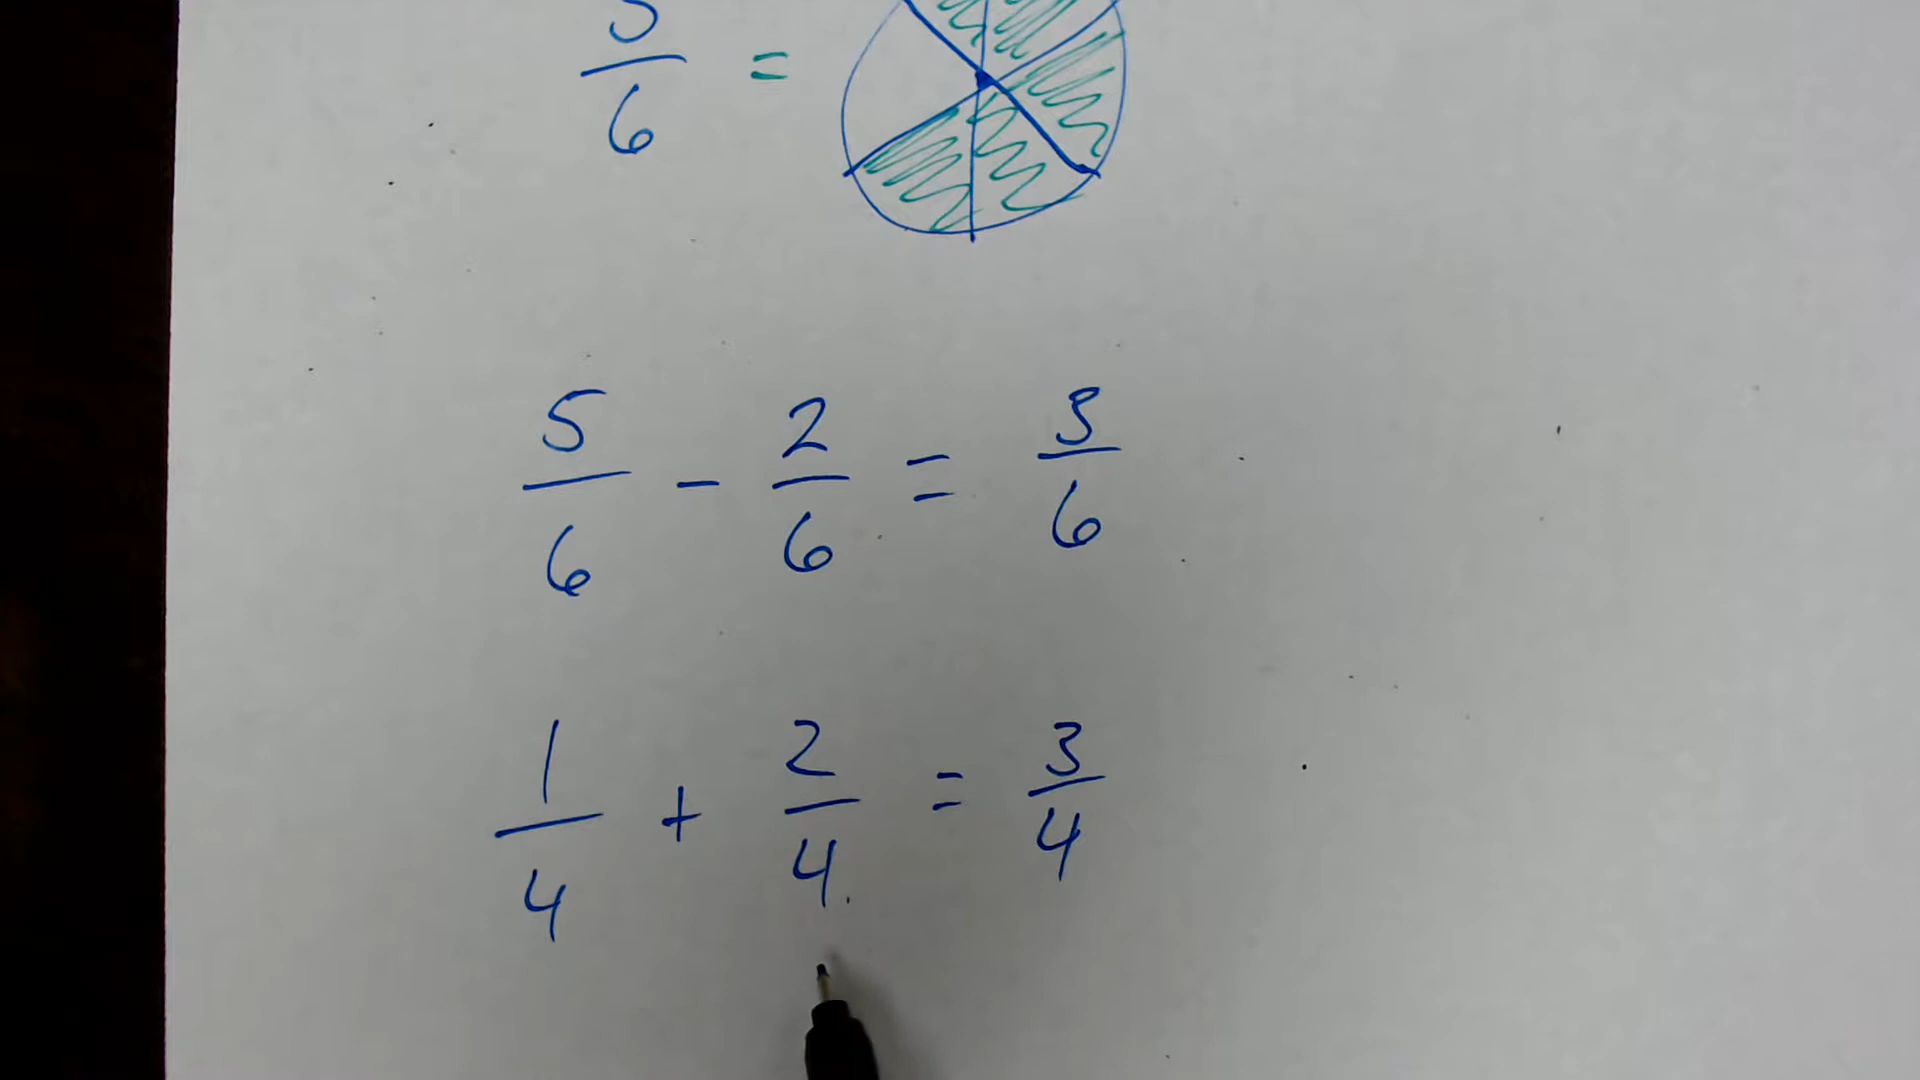 5/6 =
5/6 - 2/6 = 3/6
1/4 + 2/4 = 3/4